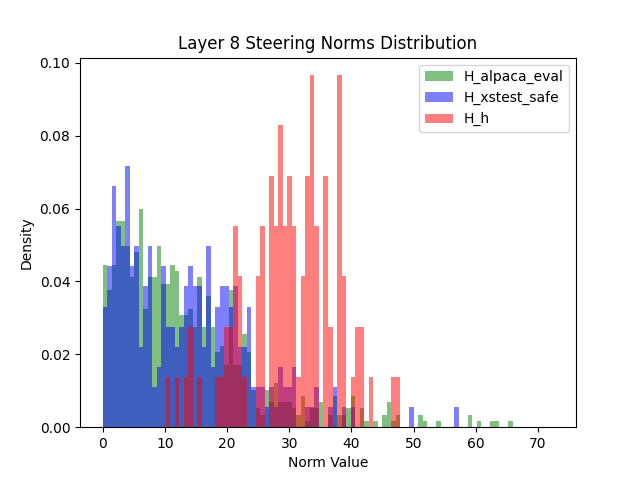 Layer 8 Steering Norms Distribution
H_alpaca_eval
H_xstest_safe
H_h
Density
0.10
0.08
0.06
0.04
0.02
0.00
0 10 20 30 40 50 60 70
Norm Value